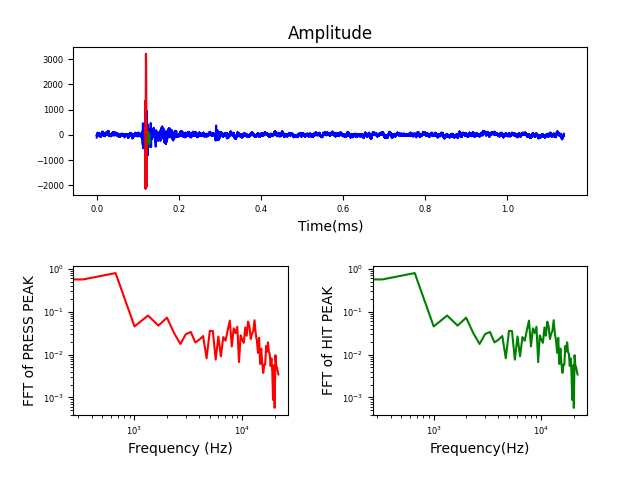 Amplitude
3000
2000
1000
0
−1000
−2000
0.0 0.2 0.4 0.6 0.8 1.0
Time(ms)
FFT of PRESS PEAK
10⁰
10⁻¹
10⁻²
10⁻³
10³ 10⁴
Frequency (Hz)
FFT of HIT PEAK
10⁰
10⁻¹
10⁻²
10⁻³
10³ 10⁴
Frequency(Hz)